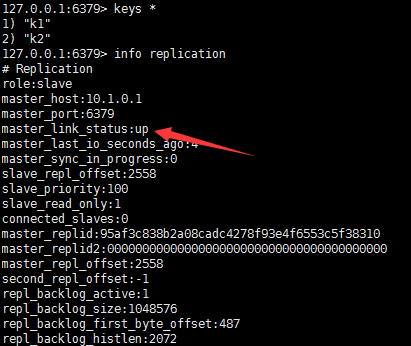 127.0.0.1:6379> keys *
1) "k1"
2) "k2"
127.0.0.1:6379> info replication
# Replication
role:slave
master_host:10.1.0.1
master_port:6379
master_link_status:up
master_last_io_seconds_ago:4
master_sync_in_progress:0
slave_repl_offset:2558
slave_priority:100
slave_read_only:1
connected_slaves:0
master_replid:95af3c838b2a08cadc4278f93e4f6553c5f38310
master_replid2:0000000000000000000000000000000000000000
master_repl_offset:2558
second_repl_offset:-1
repl_backlog_active:1
repl_backlog_size:1048576
repl_backlog_first_byte_offset:487
repl_backlog_histlen:2072